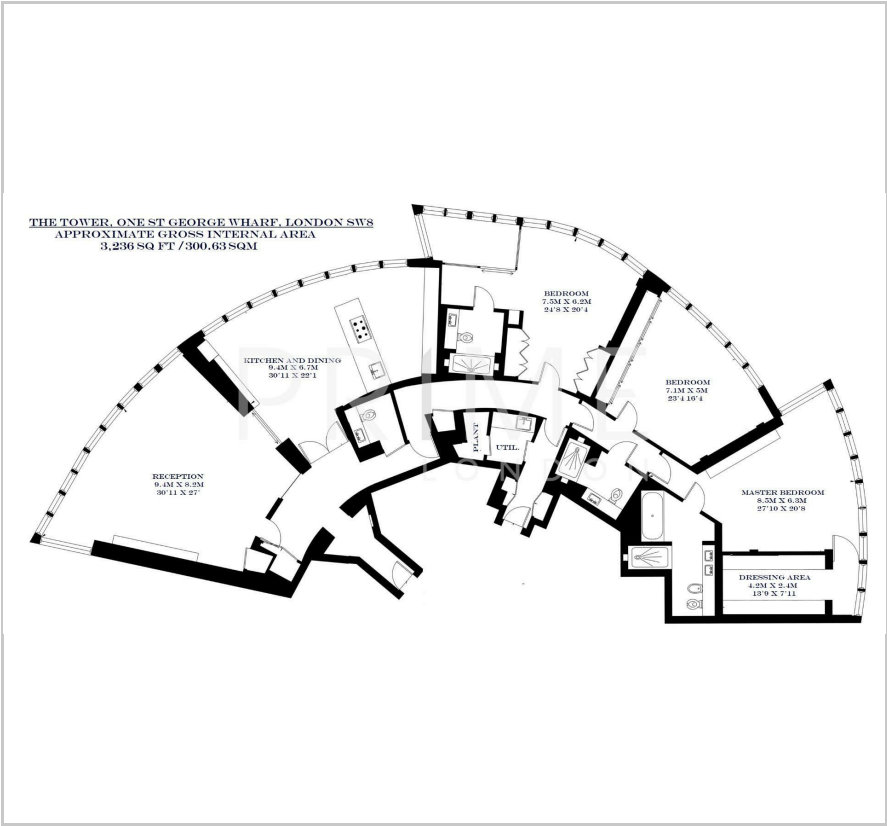 THE TOWER, ONE ST GEORGE WHARF, LONDON SW8
APPROXIMATE GROSS INTERNAL AREA
3,236 SQ FT / 300.63 SQM
BEDROOM
7.5M X 6.2M
24'8 X 20'4
KITCHEN AND DINING
9.4M X 6.7M
30'11 X 22'1
BEDROOM
7.1M X 5M
23'4 16'4
PRIME
LONDON
PLANT
UTIL.
RECEPTION
9.4M X 8.2M
30'11 X 27'
MASTER BEDROOM
8.5M X 6.3M
27'10 X 20'8
DRESSING AREA
4.2M X 2.4M
13'9 X 7'11